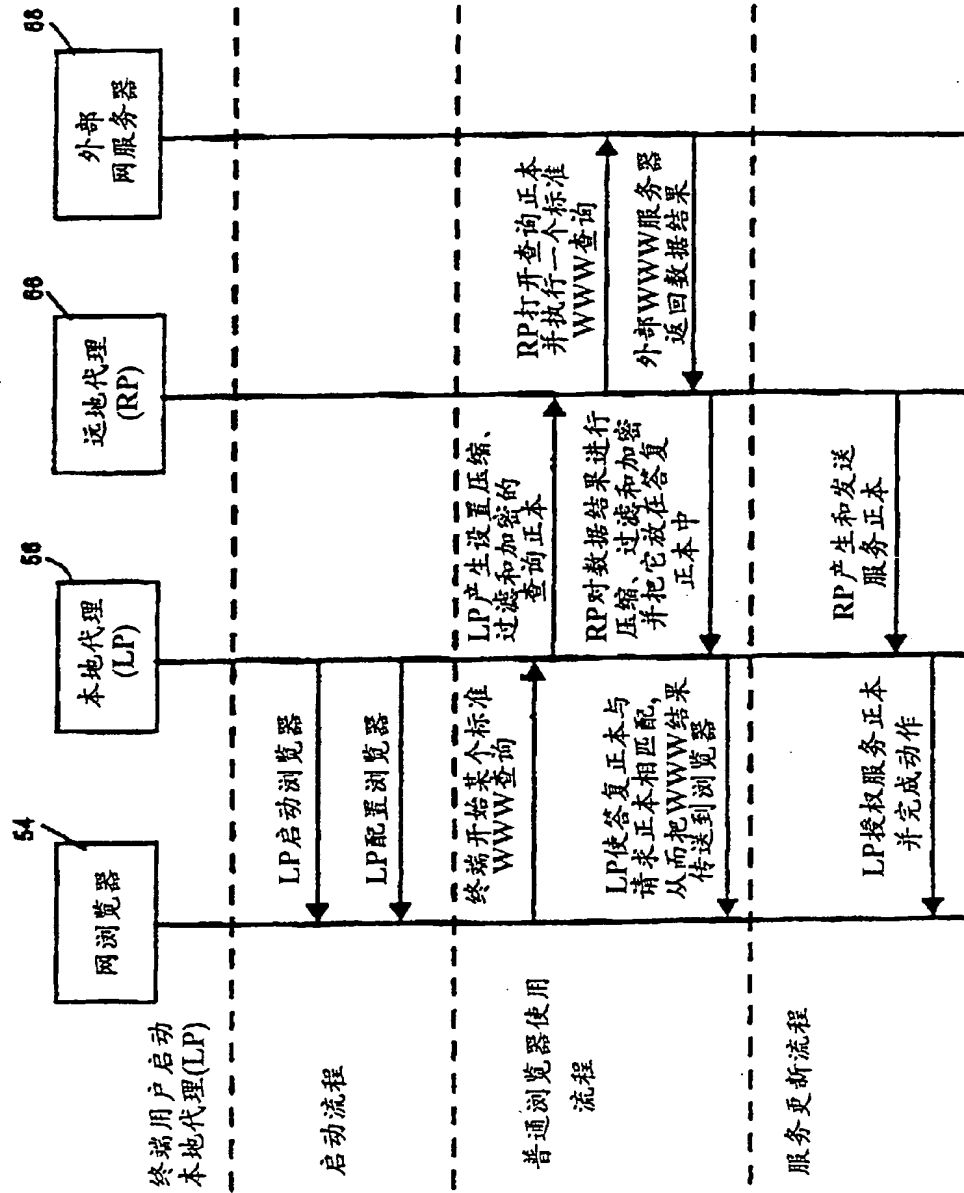 54
网浏览器
56
本地代理
(LP)
66
远地代理
(RP)
68
外部
网服务器
终端用户启动
本地代理(LP)
启动流程
LP启动浏览器
LP配置浏览器
普通浏览器使用
流程
终端开始某个标准
WWW查询
LP产生设置压缩、
过滤和加密的
查询正本
RP打开查询正本
并执行一个标准
WWW查询
外部WWW服务器
返回数据结果
RP对数据结果进行
压缩、过滤和加密
并把它放在答复
正本中
LP使答复正本与
请求正本相匹配,
从而把WWW结果
传送到浏览器
服务更新流程
RP产生和发送
服务正本
LP授权服务正本
并完成动作